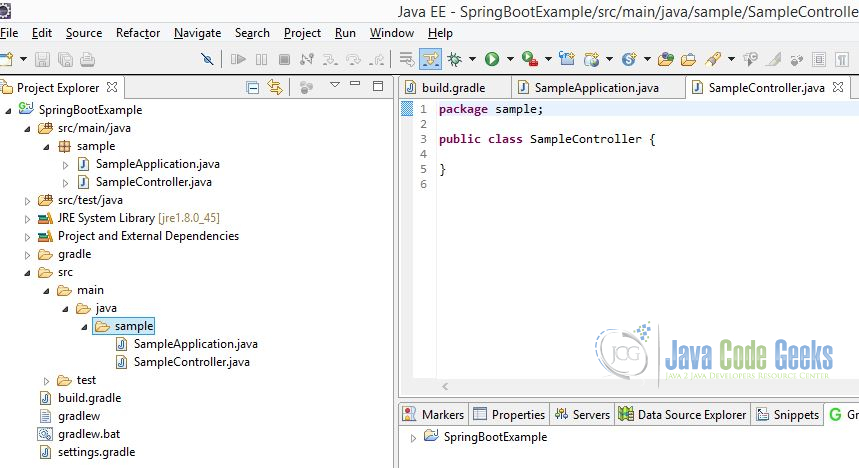 Java EE - SpringBootExample/src/main/java/sample/SampleControlle
File Edit Source Refactor Navigate Search Project Run Window Help
Project Explorer
SpringBootExample
src/main/java
sample
SampleApplication.java
SampleController.java
src/test/java
JRE System Library [jre1.8.0_45]
Project and External Dependencies
gradle
src
main
java
sample
SampleApplication.java
SampleController.java
test
build.gradle
gradlew
gradlew.bat
settings.gradle
build.gradle SampleApplication.java SampleController.java
1 package sample;
2
3 public class SampleController {
4
5 }
6
JCG
Java Code Geeks
Java 2 Java Developers Resource Center
Markers Properties Servers Data Source Explorer Snippets Gr
SpringBootExample